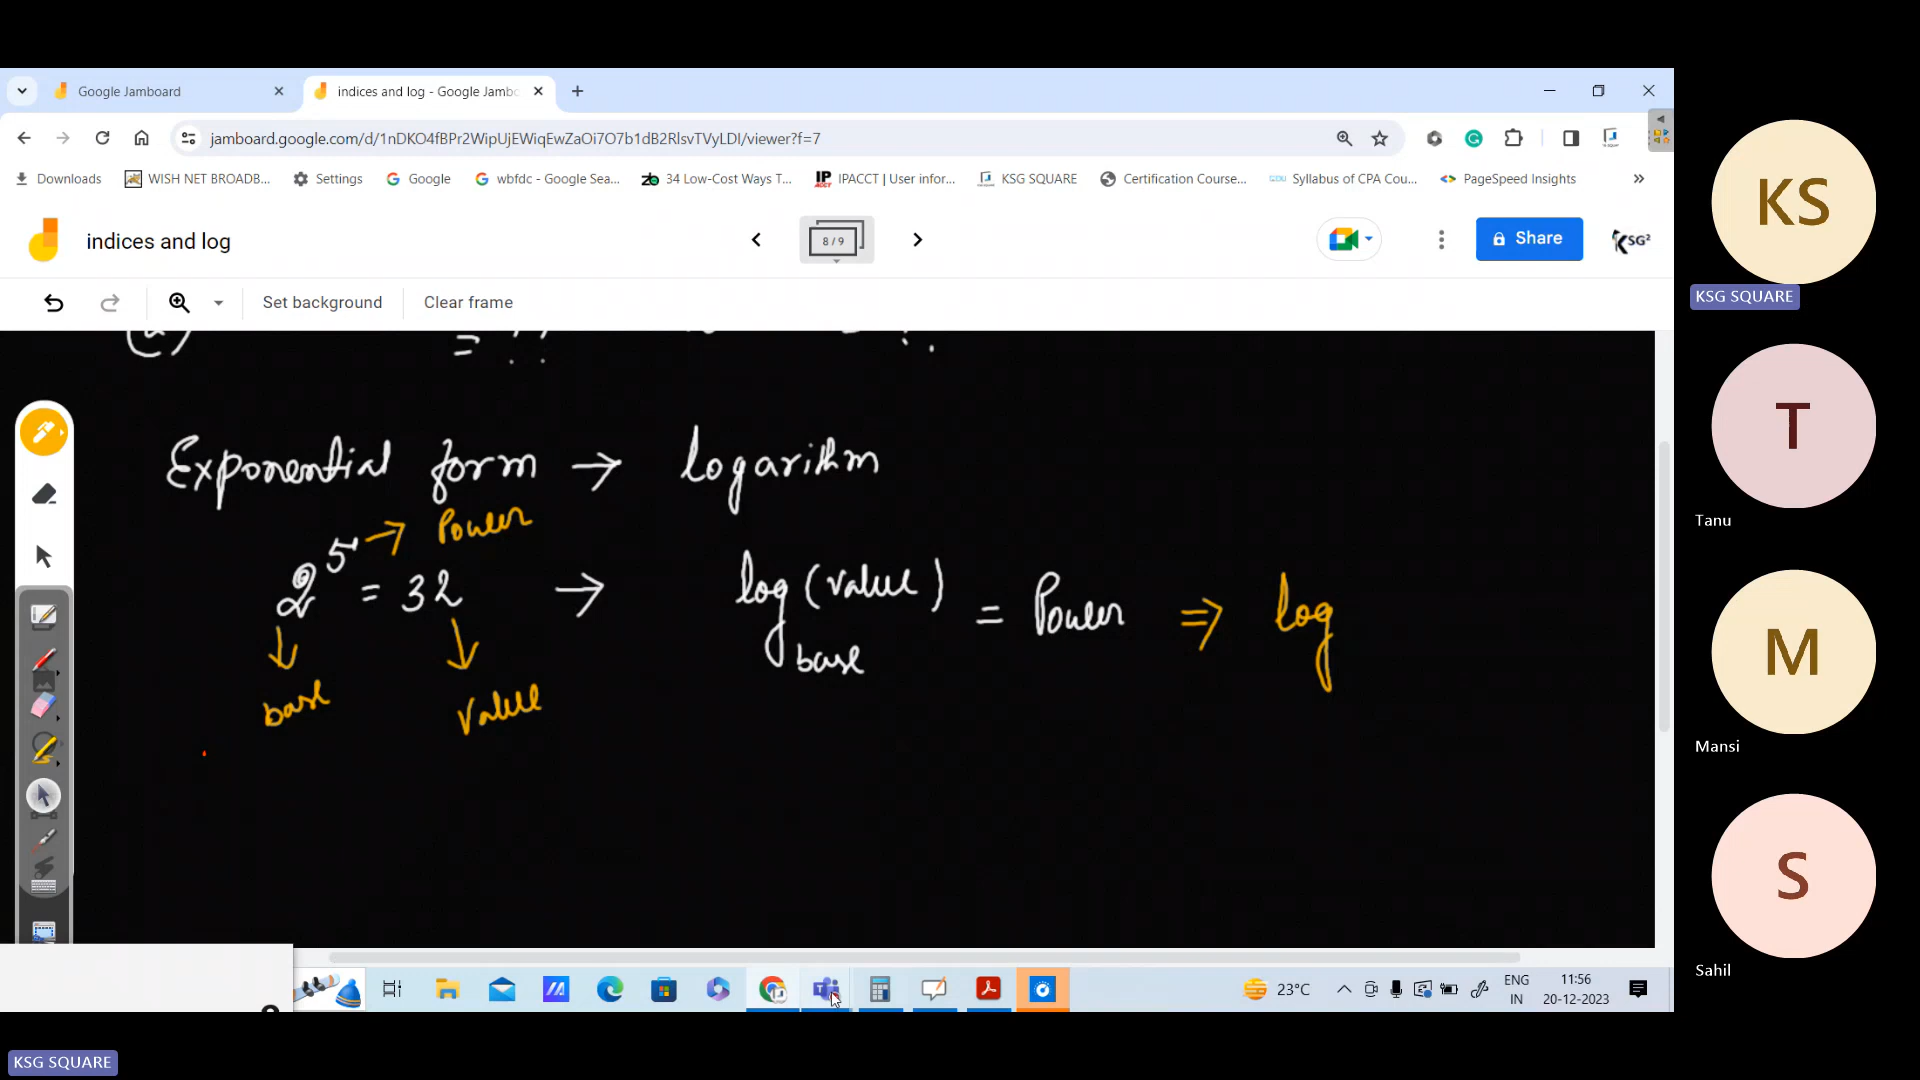 Google Jamboard
indices and log - Google Jambo
jamboard.google.com/d/1nDKO4fBPr2WipUjEWiqEwZaOi7O7b1dB2RlsvTVyLDI/viewer?f=7
Downloads WISH NET BROADB... Settings Google wbfdc - Google Sea... 34 Low-Cost Ways T... IPACCT | User infor... KSG SQUARE Certification Course... Syllabus of CPA Cou... PageSpeed Insights
indices and log
8 / 9
Share
KSG²
Set background Clear frame
= ??
Exponential form → logarithm
2^5 → Power
2^5 = 32 → log_base (value) = Power ⇒ log
base value
23°C
ENG
IN
11:56
20-12-2023
KS
KSG SQUARE
T
Tanu
M
Mansi
S
Sahil
KSG SQUARE